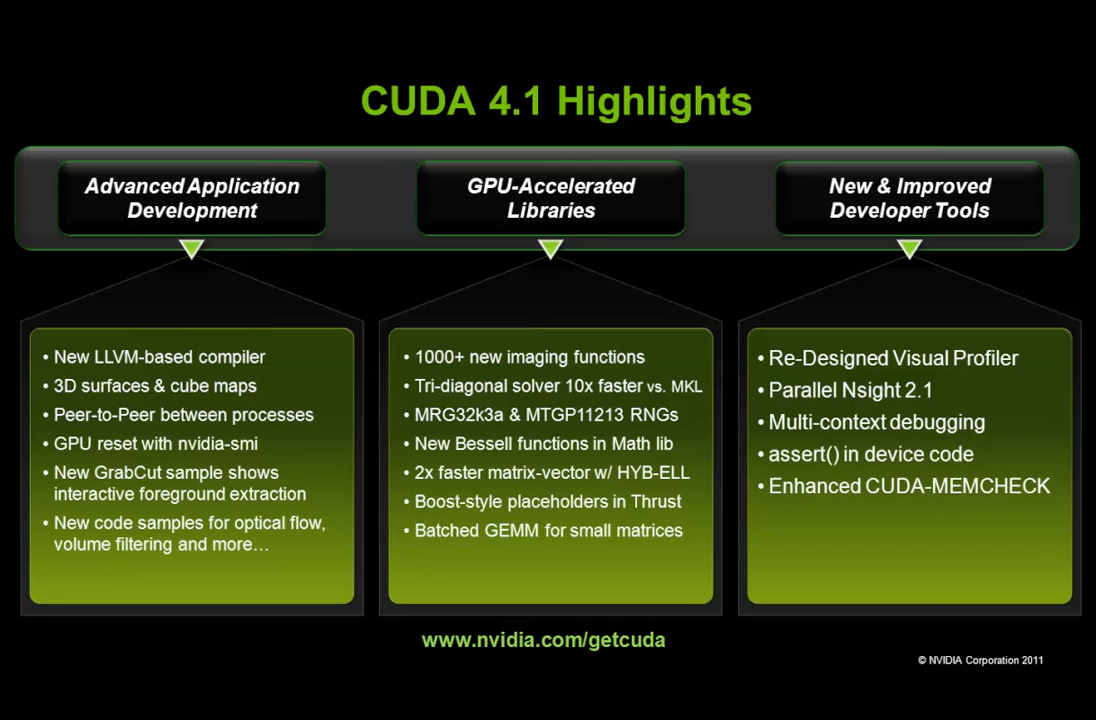 CUDA 4.1 Highlights
Advanced Application
Development
• New LLVM-based compiler
• 3D surfaces & cube maps
• Peer-to-Peer between processes
• GPU reset with nvidia-smi
• New GrabCut sample shows
interactive foreground extraction
• New code samples for optical flow,
volume filtering and more…
GPU-Accelerated
Libraries
• 1000+ new imaging functions
• Tri-diagonal solver 10x faster vs. MKL
• MRG32k3a & MTGP11213 RNGs
• New Bessell functions in Math lib
• 2x faster matrix-vector w/ HYB-ELL
• Boost-style placeholders in Thrust
• Batched GEMM for small matrices
New & Improved
Developer Tools
• Re-Designed Visual Profiler
• Parallel Nsight 2.1
• Multi-context debugging
• assert() in device code
• Enhanced CUDA-MEMCHECK
www.nvidia.com/getcuda
© NVIDIA Corporation 2011